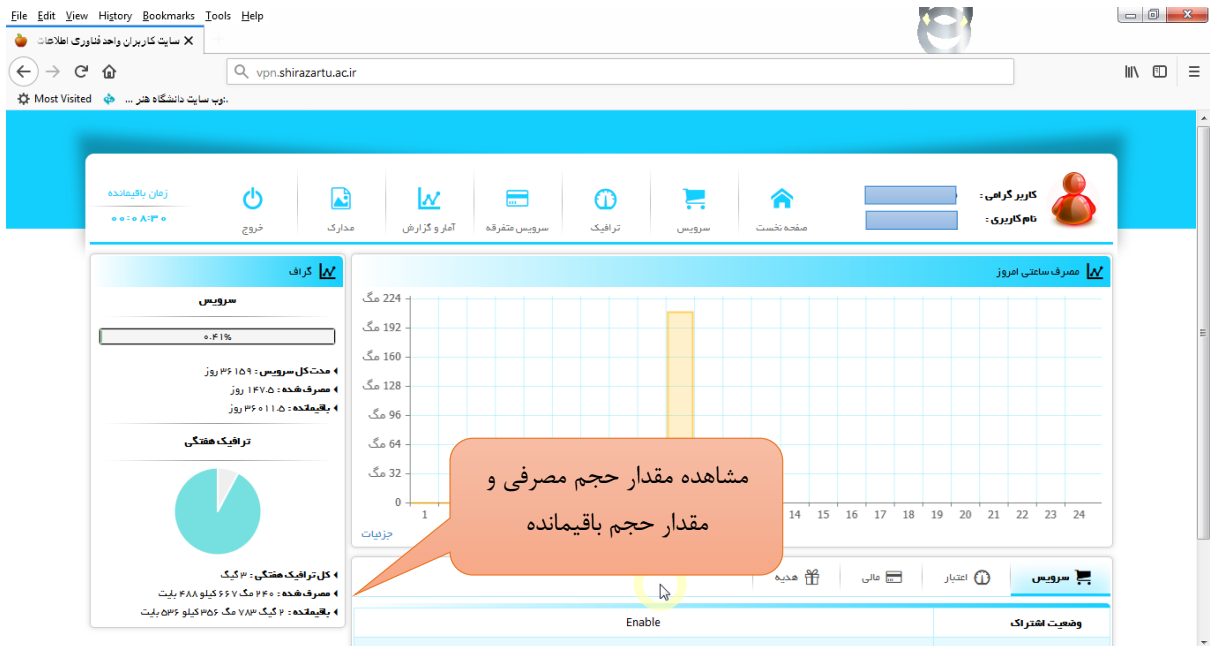 File Edit View History Bookmarks Tools Help
سایت کاربران واحد فناوری اطلاعات
vpn.shirazartu.ac.ir
Most Visited
وب سایت دانشگاه هنر ...
کاربر گرامی :
نام کاربری :
صفحه نخست
سرویس
ترافیک
سرویس متفرقه
آمار و گزارش
مدارک
خروج
زمان باقیمانده
۰۰:۰۸:۳۰
مصرف ساعتی امروز
224 مگ
192 مگ
160 مگ
128 مگ
96 مگ
64 مگ
32 مگ
0
1 14 15 16 17 18 19 20 21 22 23 24
جزئیات
گراف
سرویس
۰.۴۱%
مدت کل سرویس : ۳۶۱۵۹ روز
مصرف شده : ۱۴۷.۵ روز
باقیمانده : ۳۶۰۱۱.۵ روز
ترافیک هفتگی
کل ترافیک هفتگی : ۳ گیگ
مصرف شده : ۲۴۰ مگ ۶۶۷ کیلو ۴۸۸ بایت
باقیمانده : ۲ گیگ ۷۸۳ مگ ۳۵۶ کیلو ۵۳۶ بایت
مشاهده مقدار حجم مصرفی و
مقدار حجم باقیمانده
سرویس
اعتبار
مالی
هدیه
وضعیت اشتراک
Enable